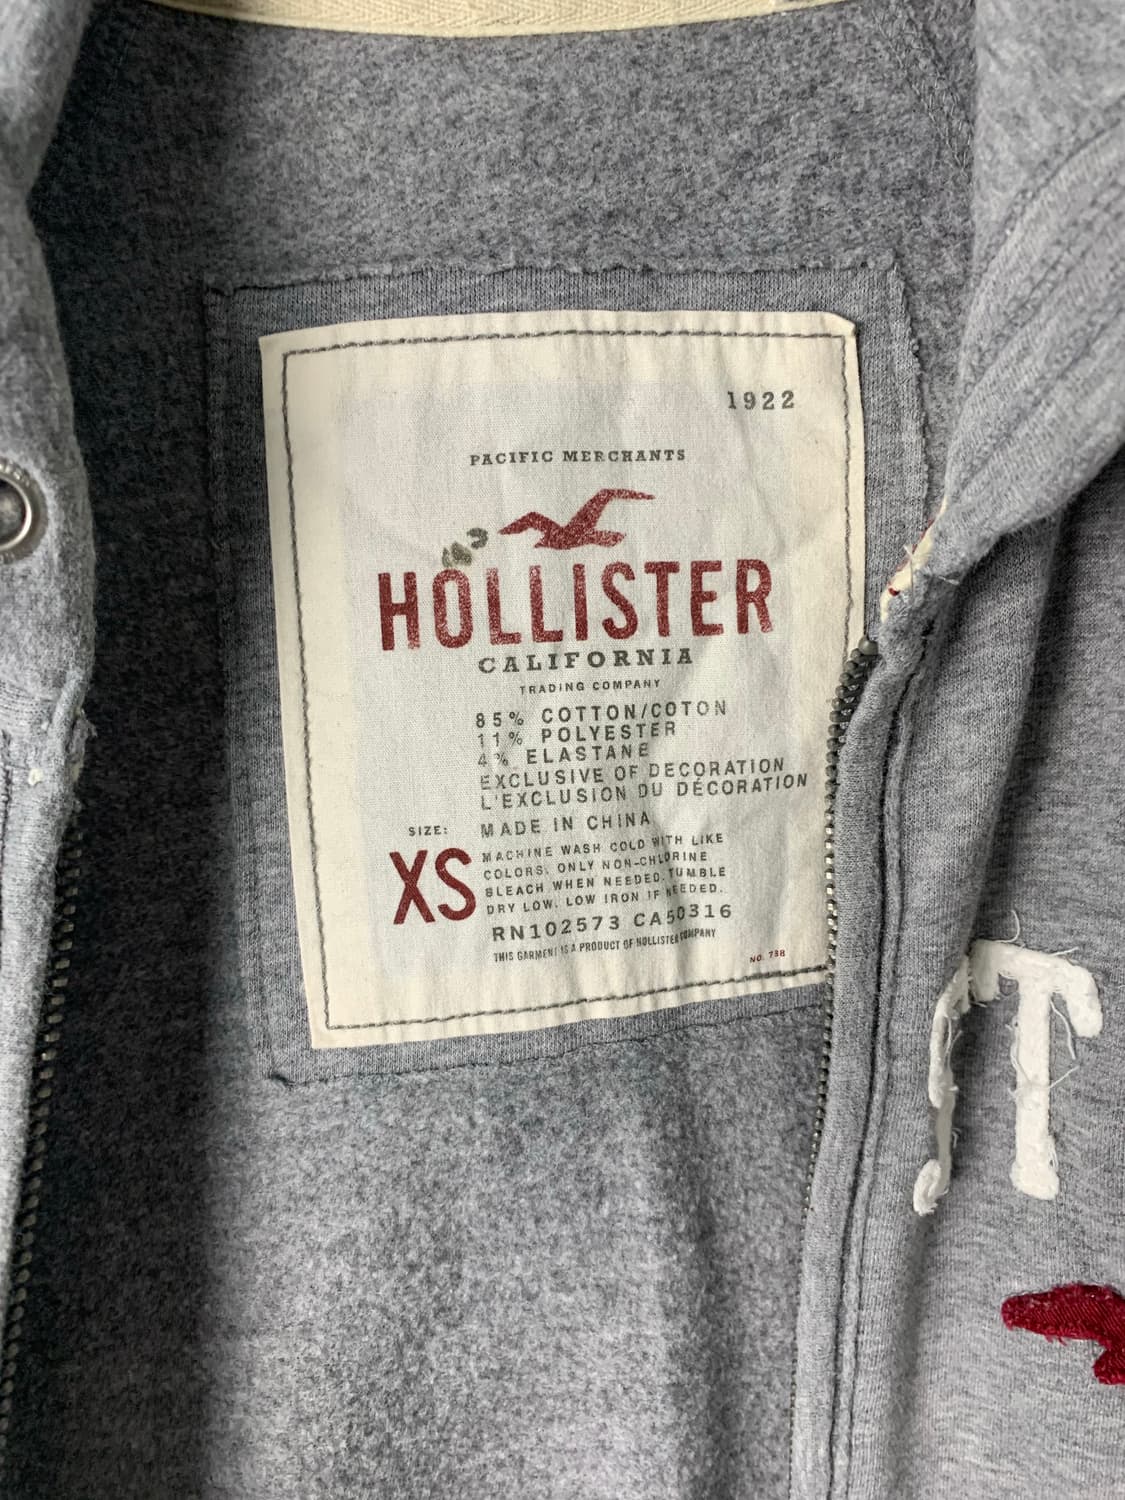 1922
PACIFIC MERCHANTS
HOLLISTER
CALIFORNIA
TRADING COMPANY
85% COTTON/COTON
11% POLYESTER
4% ELASTANE
EXCLUSIVE OF DECORATION
L'EXCLUSION DU DÉCORATION
SIZE: MADE IN CHINA
XS
MACHINE WASH COLD WITH LIKE
COLORS. ONLY NON-CHLORINE
BLEACH WHEN NEEDED. TUMBLE
DRY LOW. LOW IRON IF NEEDED.
RN102573 CA50316
THIS GARMENT IS A PRODUCT OF HOLLISTER COMPANY
NO. 738
T